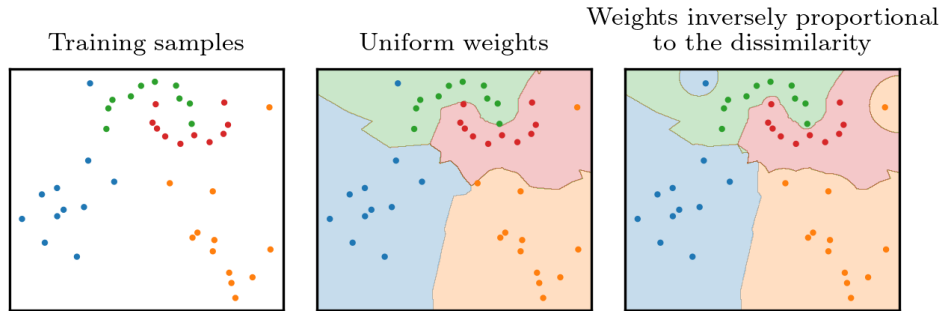 Training samples
Uniform weights
Weights inversely proportional
to the dissimilarity